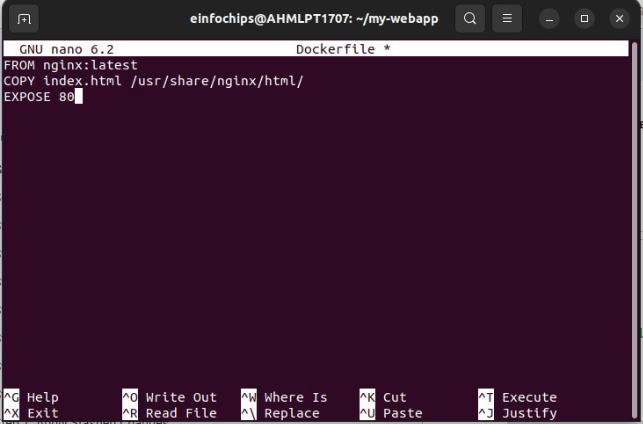 einfochips@AHMLPT1707: ~/my-webapp
GNU nano 6.2 Dockerfile *
FROM nginx:latest
COPY index.html /usr/share/nginx/html/
EXPOSE 80
^G Help ^O Write Out ^W Where Is ^K Cut ^T Execute
^X Exit ^R Read File ^\ Replace ^U Paste ^J Justify